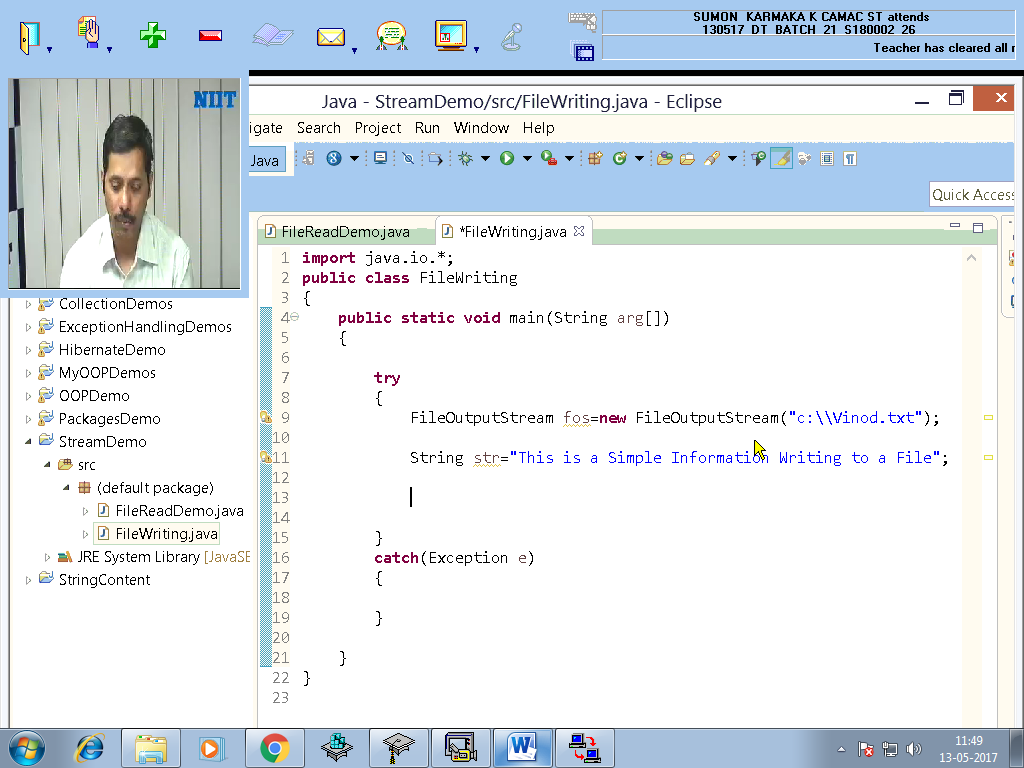 SUMON KARMAKA K CAMAC ST attends
130517 DT BATCH 21 S180002 26
Teacher has cleared all
NIIT
Java - StreamDemo/src/FileWriting.java - Eclipse
igate Search Project Run Window Help
Java
Quick Access
FileReadDemo.java *FileWriting.java
1 import java.io.*;
2 public class FileWriting
3 {
4 public static void main(String arg[])
5 {
6
7 try
8 {
9 FileOutputStream fos=new FileOutputStream("c:\\Vinod.txt");
10
11 String str="This is a Simple Information Writing to a File";
12
13
14
15 }
16 catch(Exception e)
17 {
18
19 }
20
21 }
22 }
23
CollectionDemos
ExceptionHandlingDemos
HibernateDemo
MyOOPDemos
OOPDemo
PackagesDemo
StreamDemo
src
(default package)
FileReadDemo.java
FileWriting.java
JRE System Library [JavaSE
StringContent
11:49
13-05-2017